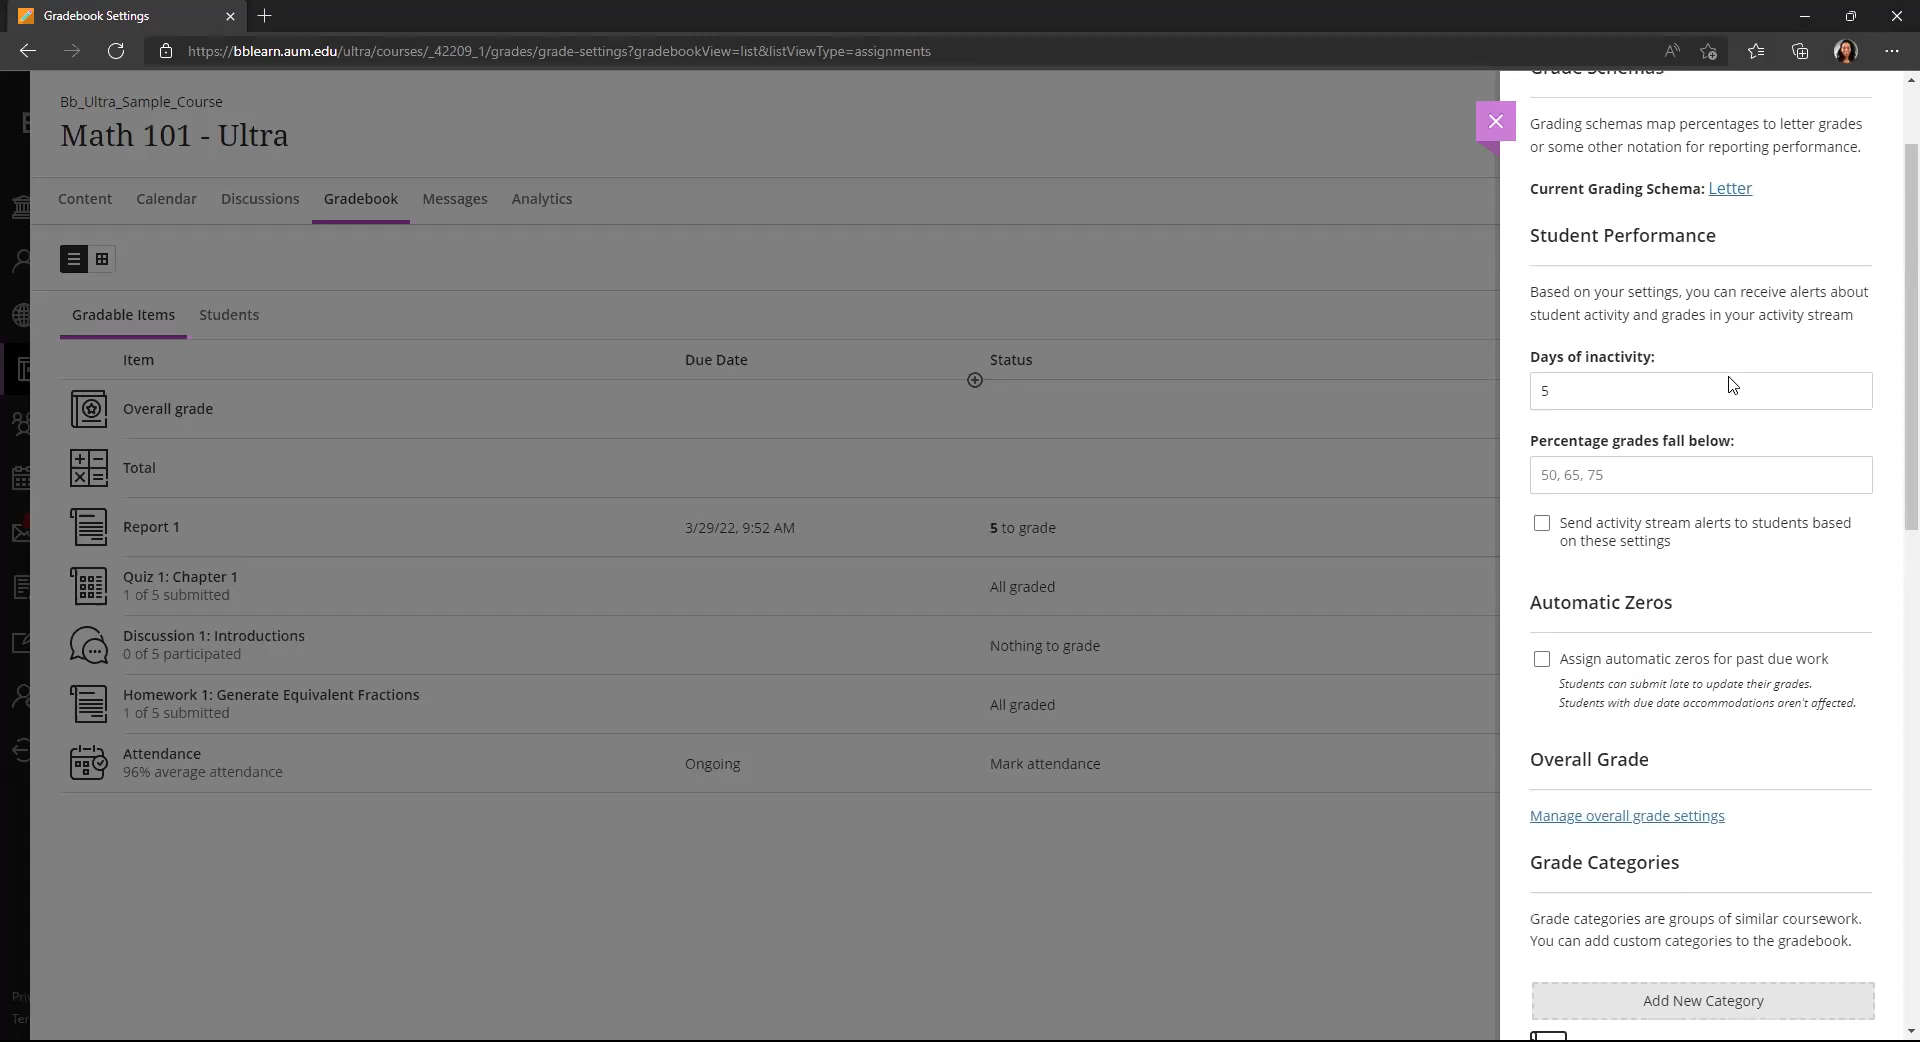 Gradebook Settings
https://bblearn.aum.edu/ultra/courses/_42209_1/grades/grade-settings?gradebookView=list&listViewType=assignments
Bb_Ultra_Sample_Course
Math 101 - Ultra
Content Calendar Discussions Gradebook Messages Analytics
Gradable Items Students
Item Due Date Status
Overall grade
Total
Report 1 3/29/22, 9:52 AM 5 to grade
Quiz 1: Chapter 1
1 of 5 submitted
All graded
Discussion 1: Introductions
0 of 5 participated
Nothing to grade
Homework 1: Generate Equivalent Fractions
1 of 5 submitted
All graded
Attendance
96% average attendance
Ongoing
Mark attendance
Grade Schemas
Grading schemas map percentages to letter grades
or some other notation for reporting performance.
Current Grading Schema: Letter
Student Performance
Based on your settings, you can receive alerts about
student activity and grades in your activity stream
Days of inactivity:
5
Percentage grades fall below:
50, 65, 75
Send activity stream alerts to students based
on these settings
Automatic Zeros
Assign automatic zeros for past due work
Students can submit late to update their grades.
Students with due date accommodations aren't affected.
Overall Grade
Manage overall grade settings
Grade Categories
Grade categories are groups of similar coursework.
You can add custom categories to the gradebook.
Add New Category